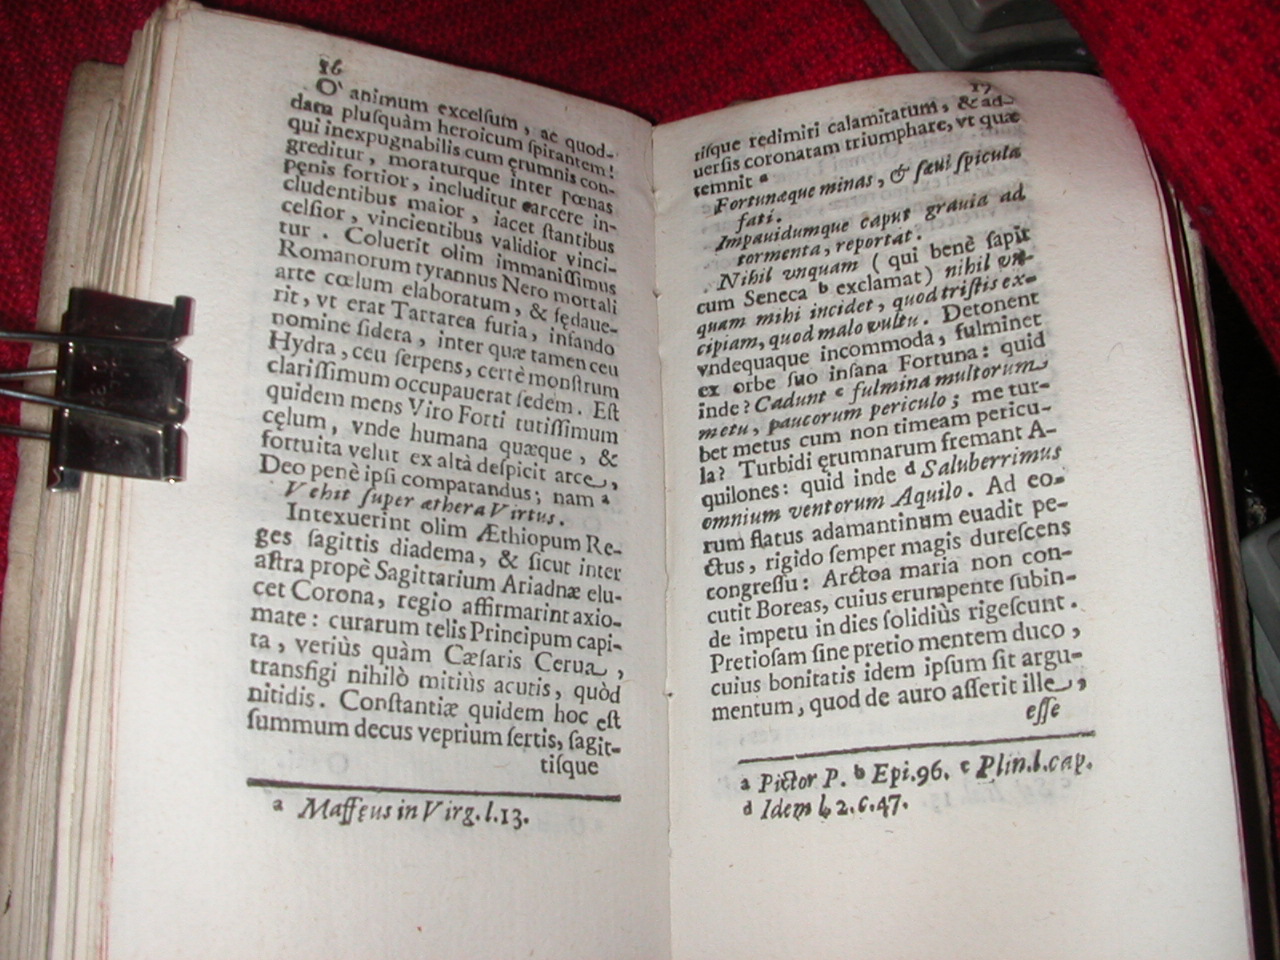 16
O' animum excelſum, ac quod-
dam pluſquàm heroicum ſpirantem!
qui inexpugnabilis cum ęrumnis con-
greditur, moraturque inter pœnas
pęnis fortior, includitur carcere in-
cludentibus maior, iacet ſtantibus
celſior, vincientibus validior vinci-
tur. Coluerit olim immaniſſimus
Romanorum tyrannus Nero mortali
arte cœlum elaboratum, & fędaue-
rit, vt erat Tartarea furia, infando
nomine ſidera, inter quæ tamen ceu
Hydra, ceu ſerpens, certè monſtrum
clariſſimum occupauerat ſedem. Eſt
quidem mens Viro Forti tutiſſimum
cęlum, vnde humana quæque, &
fortuita velut ex altà deſpicit arce,
Deo penè ipſi comparandus; nam a
Vehit ſuper æthera Virtus.
Intexuerint olim Æthiopum Re-
ges ſagittis diadema, & ſicut inter
aſtra propè Sagittarium Ariadnæ elu-
cet Corona, regio affirmarint axio-
mate: curarum telis Principum capi-
ta, veriùs quàm Cæſaris Cerua,
transfigi nihilò mitiùs acutis, quòd
nitidis. Conſtantiæ quidem hoc eſt
ſummum decus veprium ſertis, ſagit-
tiſque
a Maffęus in Virg. l. 13.
17
tiſque redimiri calamitatum, & ad-
uerſis coronatam triumphare, vt quæ
temnit a
Fortunæque minas, & ſæui ſpicula
fati.
Impauidumque caput grauia ad
tormenta, reportat.
Nihil vnquam (qui benè ſapit
cum Seneca b exclamat) nihil vn-
quam mihi incidet, quod triſtis ex-
cipiam, quod malo vultu. Detonent
vndequaque incommoda, fulminet
ex orbe ſuo inſana Fortuna: quid
inde? Cadunt c fulmina multorum
metu, paucorum periculo; me tur-
bet metus cum non timeam pericu-
la? Turbidi ęrumnarum fremant A-
quilones: quid inde d Saluberrimus
omnium ventorum Aquilo. Ad eo-
rum flatus adamantinum euadit pe-
ctus, rigido ſemper magis dureſcens
congreſſu: Arctoa maria non con-
cutit Boreas, cuius erumpente ſubin-
de impetu in dies ſolidiùs rigeſcunt.
Pretioſam ſine pretio mentem duco,
cuius bonitatis idem ipſum ſit argu-
mentum, quod de auro aſſerit ille,
eſſe
a Pictor P. b Epi. 96. c Plin. l. cap.
d Idem l. 2. c. 47.